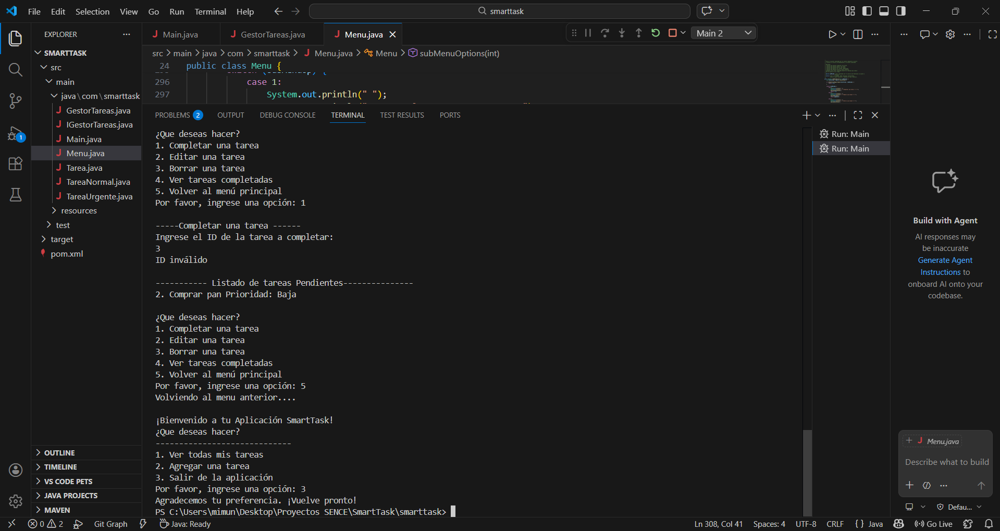 File Edit Selection View Go Run Terminal Help
smarttask
EXPLORER
Main.java
GestorTareas.java
Menu.java
Main 2
SMARTTASK
src
main
java\com\smarttask
GestorTareas.java
IGestorTareas.java
Main.java
Menu.java
Tarea.java
TareaNormal.java
TareaUrgente.java
resources
test
target
pom.xml
OUTLINE
TIMELINE
VS CODE PETS
JAVA PROJECTS
MAVEN
1
src > main > java > com > smarttask > Menu.java > Menu > subMenuOptions(int)
24 public class Menu {
296 case 1:
297 System.out.println(" ");
PROBLEMS 2 OUTPUT DEBUG CONSOLE TERMINAL TEST RESULTS PORTS
¿Que deseas hacer?
1. Completar una tarea
2. Editar una tarea
3. Borrar una tarea
4. Ver tareas completadas
5. Volver al menú principal
Por favor, ingrese una opción: 1
-----Completar una tarea ------
Ingrese el ID de la tarea a completar:
3
ID inválido
----------- Listado de tareas Pendientes---------------
2. Comprar pan Prioridad: Baja
¿Que deseas hacer?
1. Completar una tarea
2. Editar una tarea
3. Borrar una tarea
4. Ver tareas completadas
5. Volver al menú principal
Por favor, ingrese una opción: 5
Volviendo al menu anterior....
¡Bienvenido a tu Aplicación SmartTask!
¿Que deseas hacer?
-----------------------------
1. Ver todas mis tareas
2. Agregar una tarea
3. Salir de la aplicación
Por favor, ingrese una opción: 3
Agradecemos tu preferencia. ¡Vuelve pronto!
PS C:\Users\mimun\Desktop\Proyectos SENCE\SmartTask\smarttask>
Run: Main
Run: Main
Build with Agent
AI responses may
be inaccurate
Generate Agent
Instructions to
onboard AI onto your
codebase.
Menu.java
Describe what to build
Defau...
0 2 Git Graph Java: Ready
Ln 308, Col 41 Spaces: 4 UTF-8 CRLF {} Java Go Live